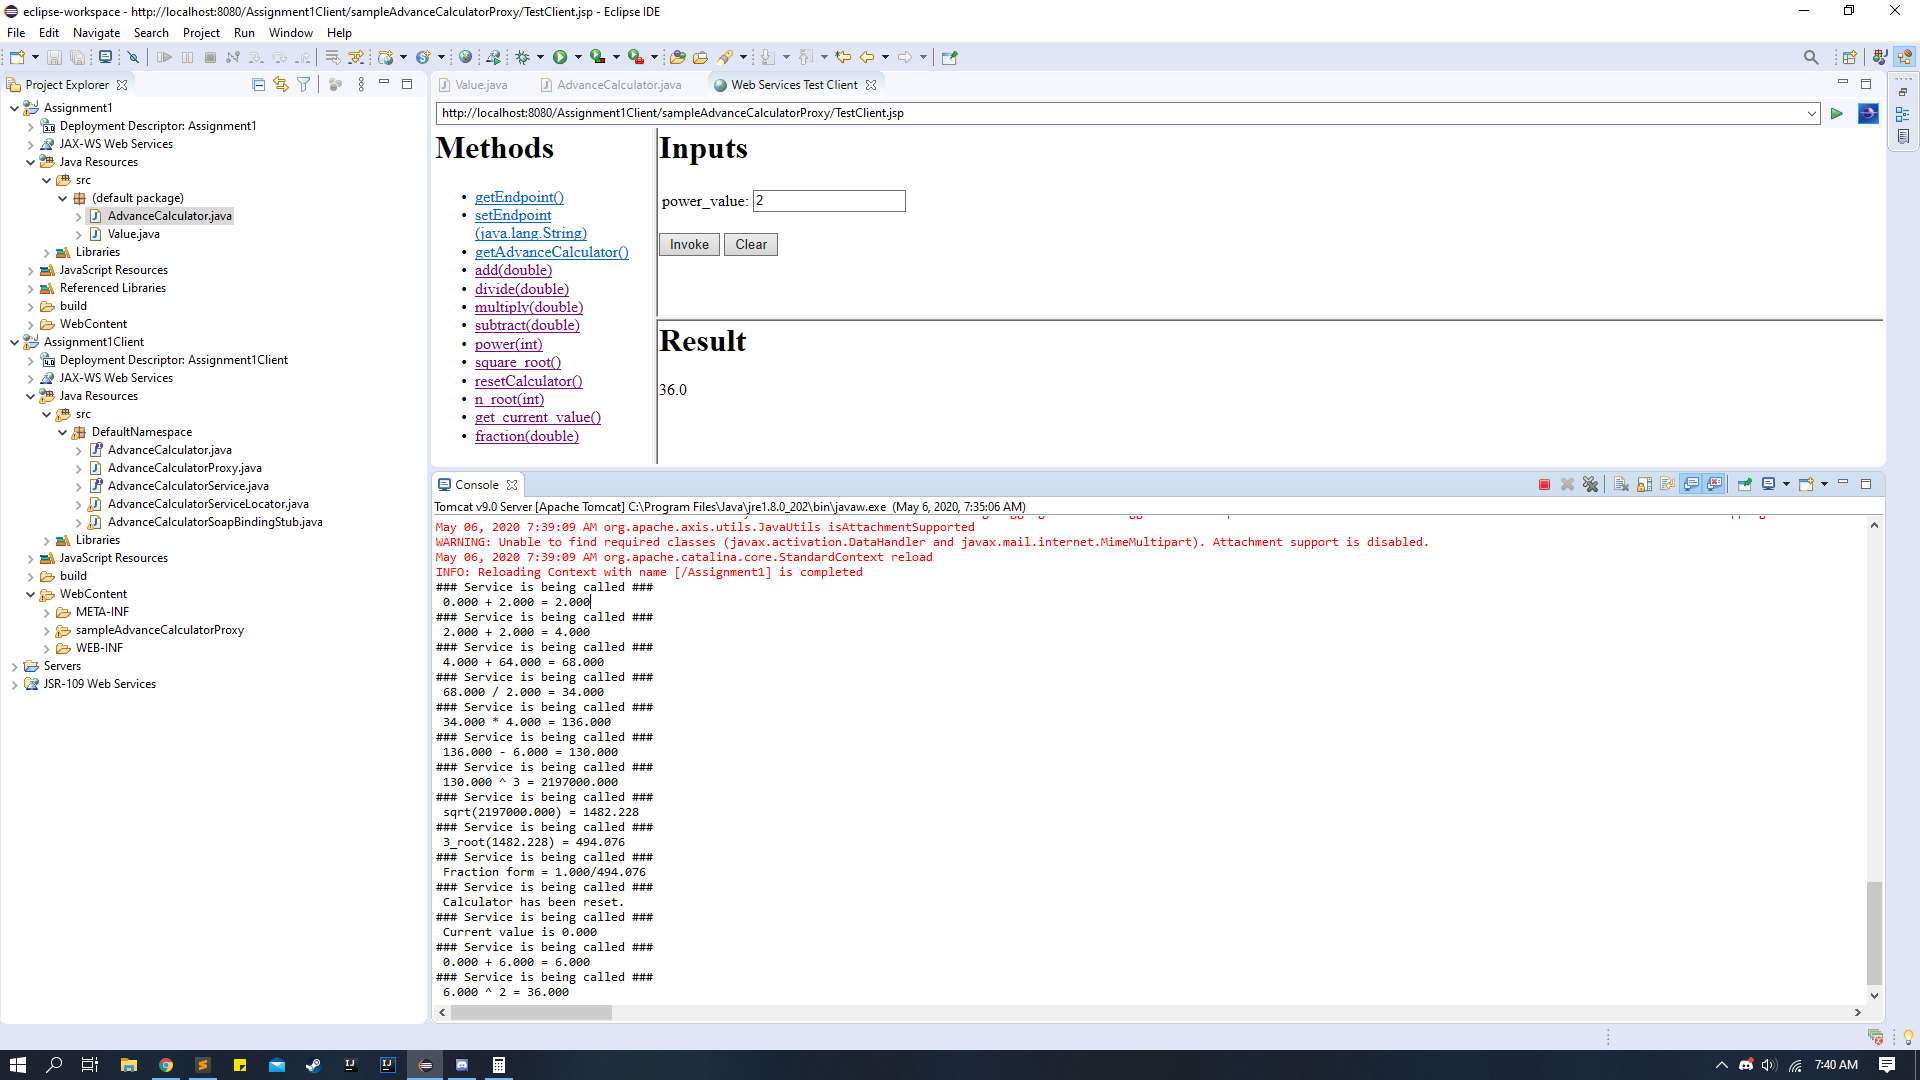 eclipse-workspace - http://localhost:8080/Assignment1Client/sampleAdvanceCalculatorProxy/TestClient.jsp - Eclipse IDE
File Edit Navigate Search Project Run Window Help
Project Explorer
Assignment1
Deployment Descriptor: Assignment1
JAX-WS Web Services
Java Resources
src
(default package)
AdvanceCalculator.java
Value.java
Libraries
JavaScript Resources
Referenced Libraries
build
WebContent
Assignment1Client
Deployment Descriptor: Assignment1Client
JAX-WS Web Services
Java Resources
src
DefaultNamespace
AdvanceCalculator.java
AdvanceCalculatorProxy.java
AdvanceCalculatorService.java
AdvanceCalculatorServiceLocator.java
AdvanceCalculatorSoapBindingStub.java
Libraries
JavaScript Resources
build
WebContent
META-INF
sampleAdvanceCalculatorProxy
WEB-INF
Servers
JSR-109 Web Services
Value.java AdvanceCalculator.java Web Services Test Client
http://localhost:8080/Assignment1Client/sampleAdvanceCalculatorProxy/TestClient.jsp
Methods
getEndpoint()
setEndpoint
(java.lang.String)
getAdvanceCalculator()
add(double)
divide(double)
multiply(double)
subtract(double)
power(int)
square_root()
resetCalculator()
n_root(int)
get_current_value()
fraction(double)
Inputs
power_value: 2
Invoke Clear
Result
36.0
Console
Tomcat v9.0 Server [Apache Tomcat] C:\Program Files\Java\jre1.8.0_202\bin\javaw.exe (May 6, 2020, 7:35:06 AM)
May 06, 2020 7:39:09 AM org.apache.axis.utils.JavaUtils isAttachmentSupported
WARNING: Unable to find required classes (javax.activation.DataHandler and javax.mail.internet.MimeMultipart). Attachment support is disabled.
May 06, 2020 7:39:09 AM org.apache.catalina.core.StandardContext reload
INFO: Reloading Context with name [/Assignment1] is completed
### Service is being called ###
0.000 + 2.000 = 2.000
### Service is being called ###
2.000 + 2.000 = 4.000
### Service is being called ###
4.000 + 64.000 = 68.000
### Service is being called ###
68.000 / 2.000 = 34.000
### Service is being called ###
34.000 * 4.000 = 136.000
### Service is being called ###
136.000 - 6.000 = 130.000
### Service is being called ###
130.000 ^ 3 = 2197000.000
### Service is being called ###
sqrt(2197000.000) = 1482.228
### Service is being called ###
3_root(1482.228) = 494.076
### Service is being called ###
Fraction form = 1.000/494.076
### Service is being called ###
Calculator has been reset.
### Service is being called ###
Current value is 0.000
### Service is being called ###
0.000 + 6.000 = 6.000
### Service is being called ###
6.000 ^ 2 = 36.000
7:40 AM